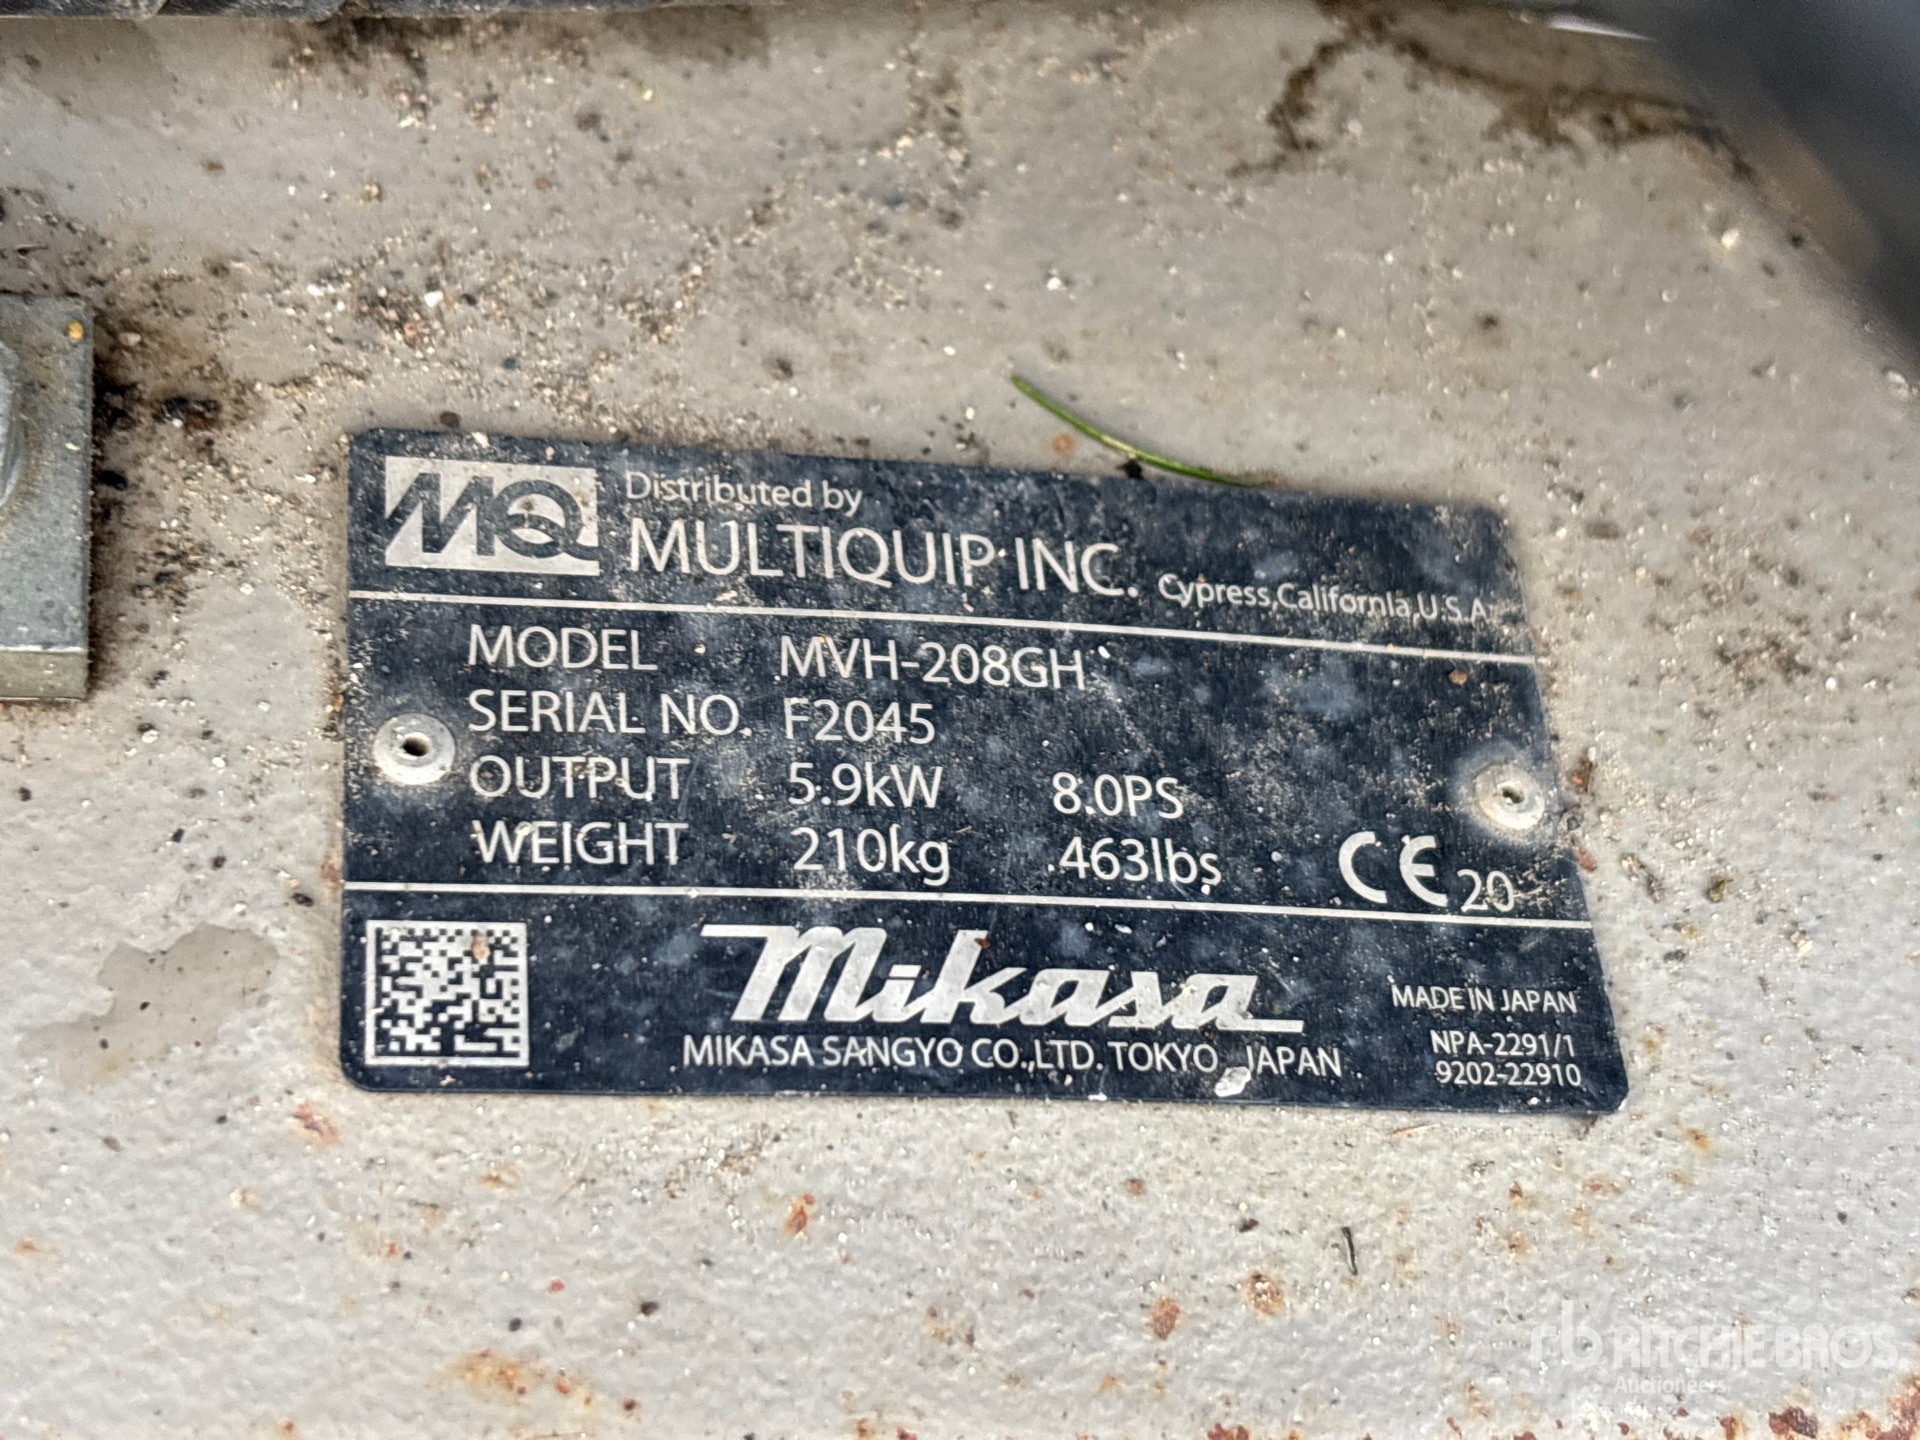 MQ
Distributed by
MULTIQUIP INC. Cypress,California,U.S.A
MODEL MVH-208GH
SERIAL NO. F2045
OUTPUT 5.9kW 8.0PS
WEIGHT 210kg 463lbs
CE 20
Mikasa
MIKASA SANGYO CO.,LTD. TOKYO, JAPAN
MADE IN JAPAN
NPA-2291/1
9202-22910
rb RITCHIE BROS.
Auctioneers